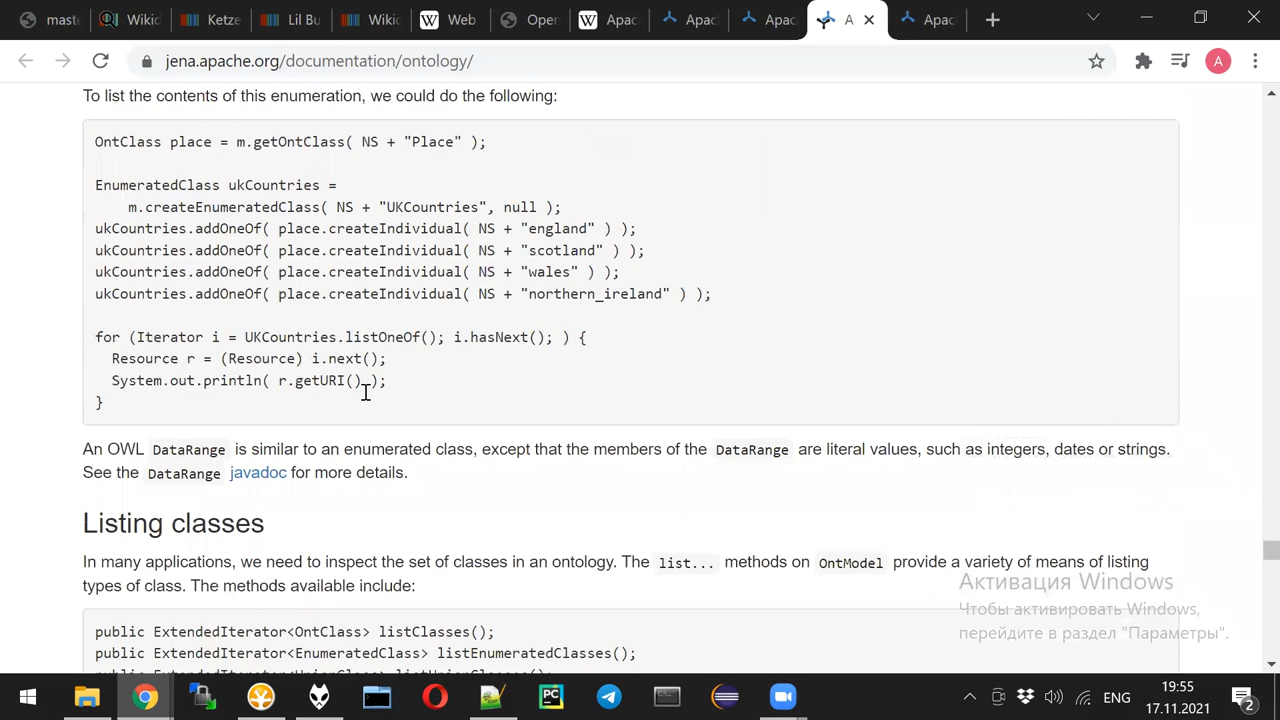 mast
Wikid
Ketze
Lil Bu
Wikic
Web
Open
Apac
Apac
Apac
A
Apac
jena.apache.org/documentation/ontology/
A
To list the contents of this enumeration, we could do the following:
OntClass place = m.getOntClass( NS + "Place" );
EnumeratedClass ukCountries =
m.createEnumeratedClass( NS + "UKCountries", null );
ukCountries.addOneOf( place.createIndividual( NS + "england" ) );
ukCountries.addOneOf( place.createIndividual( NS + "scotland" ) );
ukCountries.addOneOf( place.createIndividual( NS + "wales" ) );
ukCountries.addOneOf( place.createIndividual( NS + "northern_ireland" ) );
for (Iterator i = UKCountries.listOneOf(); i.hasNext(); ) {
Resource r = (Resource) i.next();
System.out.println( r.getURI() );
}
An OWL DataRange is similar to an enumerated class, except that the members of the DataRange are literal values, such as integers, dates or strings.
See the DataRange javadoc for more details.
Listing classes
In many applications, we need to inspect the set of classes in an ontology. The list... methods on OntModel provide a variety of means of listing
types of class. The methods available include:
public ExtendedIterator<OntClass> listClasses();
public ExtendedIterator<EnumeratedClass> listEnumeratedClasses();
public ExtendedIterator<UnionClass> listUnionClasses();
Активация Windows
Чтобы активировать Windows,
перейдите в раздел "Параметры".
PC
ENG
19:55
17.11.2021
2